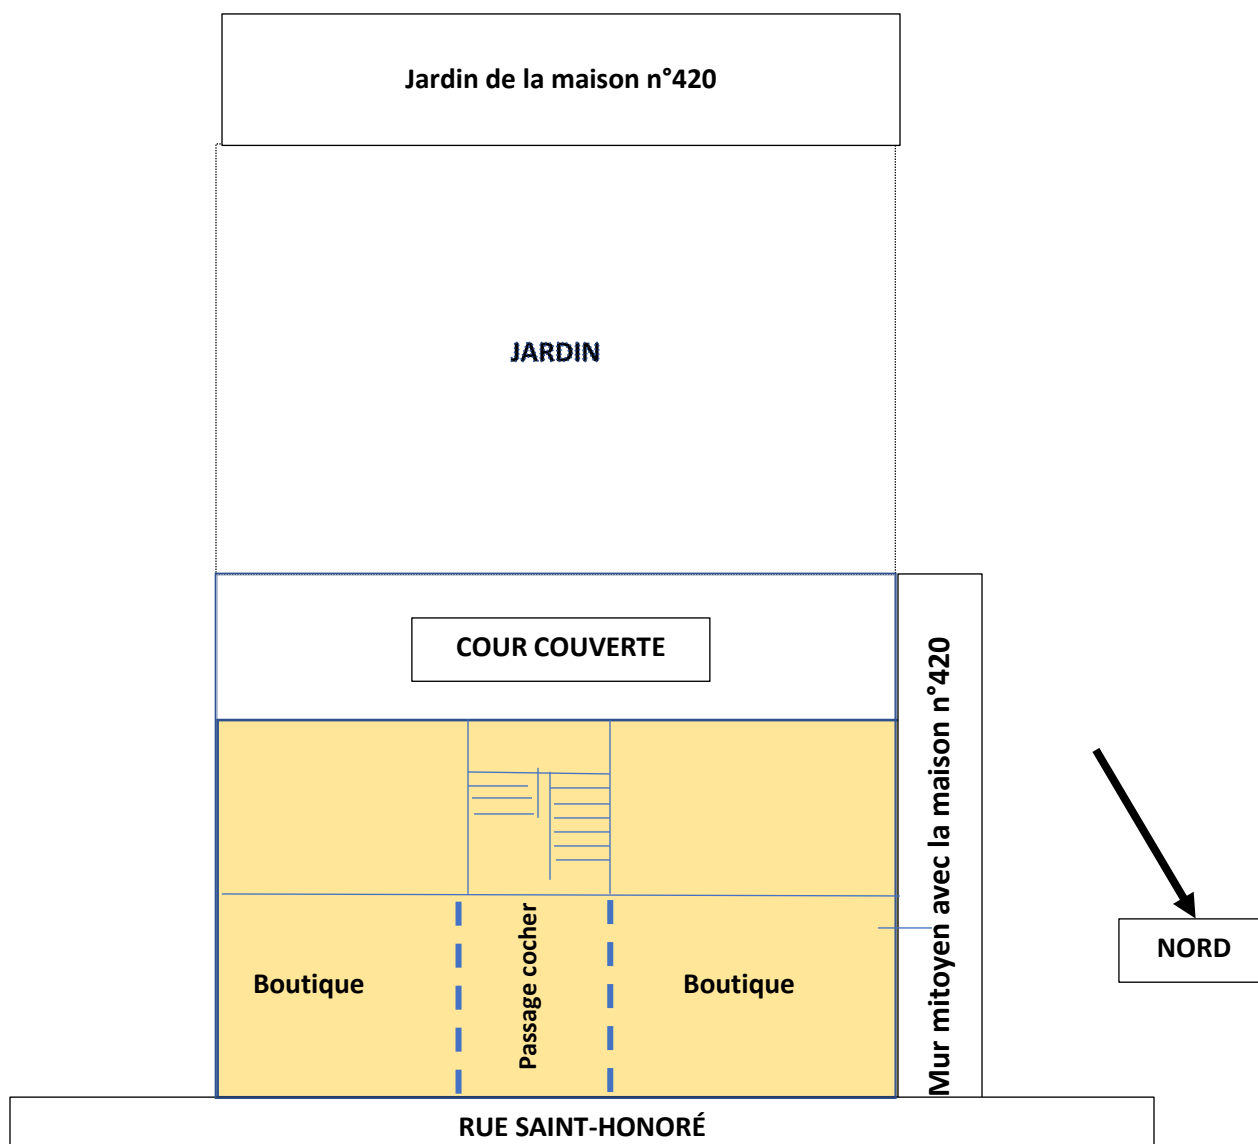 Jardin de la maison n°420
JARDIN
COUR COUVERTE
Mur mitoyen avec la maison n°420
NORD
Boutique
Passage cocher
Boutique
RUE SAINT-HONORÉ